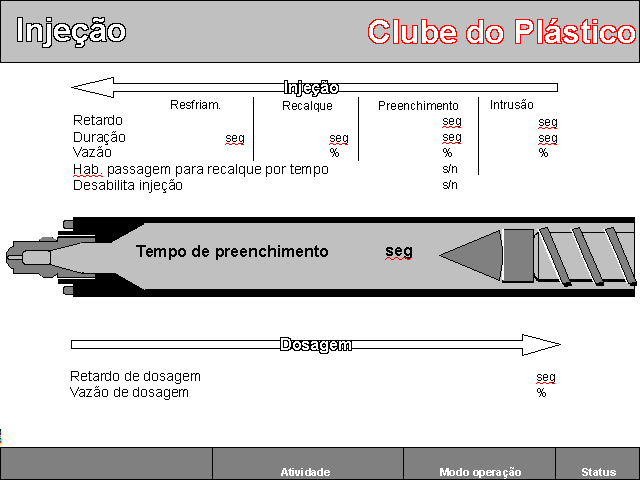 Injeção
Clube do Plástico
Injeção
Resfriam. Recalque Preenchimento Intrusão
Retardo seg seg
Duração seg seg seg seg
Vazão % % %
Hab. passagem para recalque por tempo s/n
Desabilita injeção s/n
Tempo de preenchimento seg
Dosagem
Retardo de dosagem seg
Vazão de dosagem %
Atividade Modo operação Status